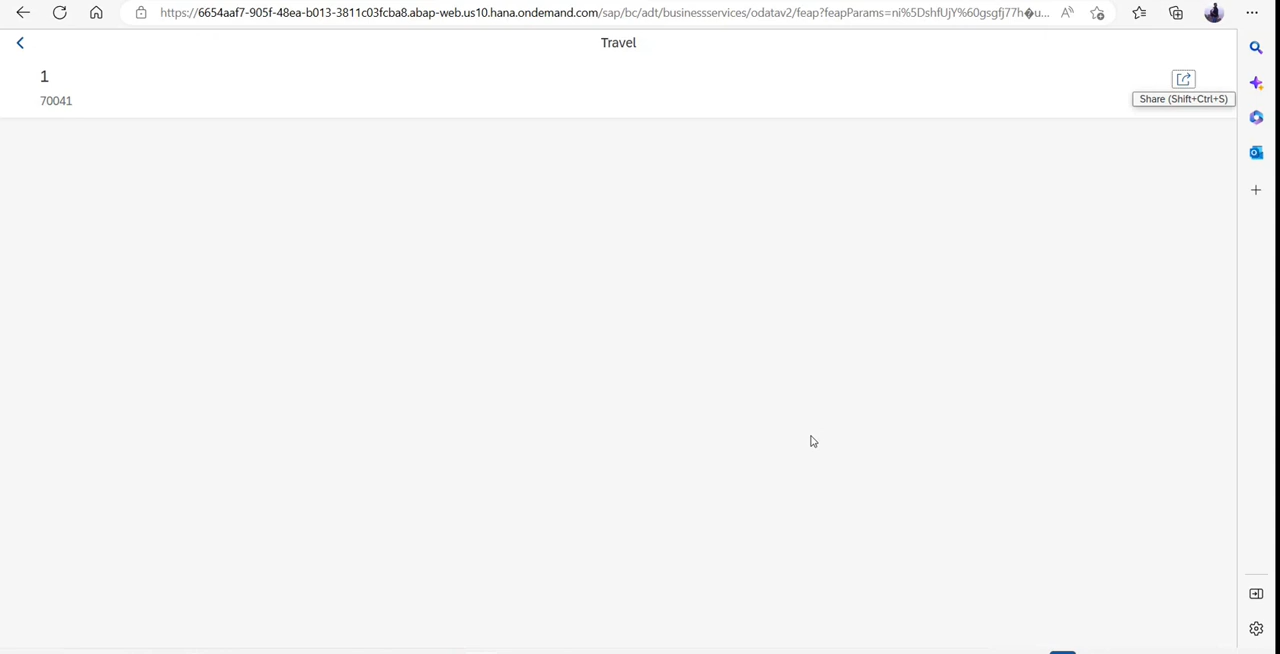 https://6654aaf7-905f-48ea-b013-3811c03fcba8.abap-web.us10.hana.ondemand.com/sap/bc/adt/businessservices/odatav2/feap?feapParams=ni%5DshfUjY%60gsgfj77h�u...
Travel
1
70041
Share (Shift+Ctrl+S)